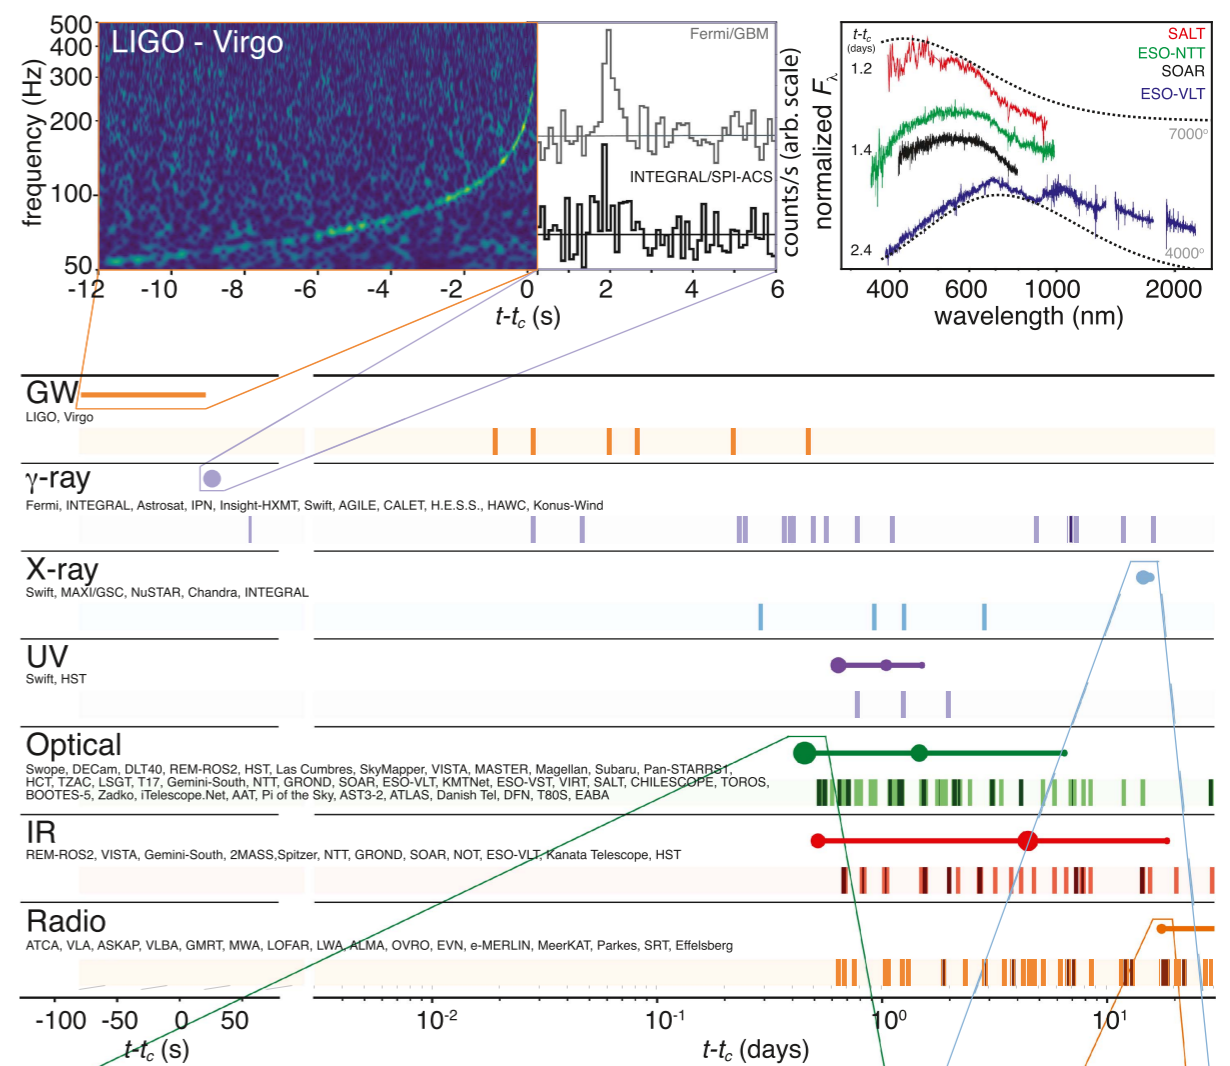 LIGO - Virgo
frequency (Hz)
500
400
300
200
100
50
-12 -10 -8 -6 -4 -2 0 2 4 6
t-tc (s)
Fermi/GBM
INTEGRAL/SPI-ACS
counts/s (arb. scale)
normalized Fλ
t-tc
(days)
1.2
1.4
2.4
SALT
ESO-NTT
SOAR
ESO-VLT
7000°
4000°
400 600 1000 2000
wavelength (nm)
GW
LIGO, Virgo
γ-ray
Fermi, INTEGRAL, Astrosat, IPN, Insight-HXMT, Swift, AGILE, CALET, H.E.S.S., HAWC, Konus-Wind
X-ray
Swift, MAXI/GSC, NuSTAR, Chandra, INTEGRAL
UV
Swift, HST
Optical
Swope, DECam, DLT40, REM-ROS2, HST, Las Cumbres, SkyMapper, VISTA, MASTER, Magellan, Subaru, Pan-STARRS1,
HCT, TZAC, LSGT, T17, Gemini-South, NTT, GROND, SOAR, ESO-VLT, KMTNet, ESO-VST, VIRT, SALT, CHILESCOPE, TOROS,
BOOTES-5, Zadko, iTelescope.Net, AAT, Pi of the Sky, AST3-2, ATLAS, Danish Tel, DFN, T80S, EABA
IR
REM-ROS2, VISTA, Gemini-South, 2MASS,Spitzer, NTT, GROND, SOAR, NOT, ESO-VLT, Kanata Telescope, HST
Radio
ATCA, VLA, ASKAP, VLBA, GMRT, MWA, LOFAR, LWA, ALMA, OVRO, EVN, e-MERLIN, MeerKAT, Parkes, SRT, Effelsberg
-100 -50 0 50 10-2 10-1 100 101
t-tc (s) t-tc (days)